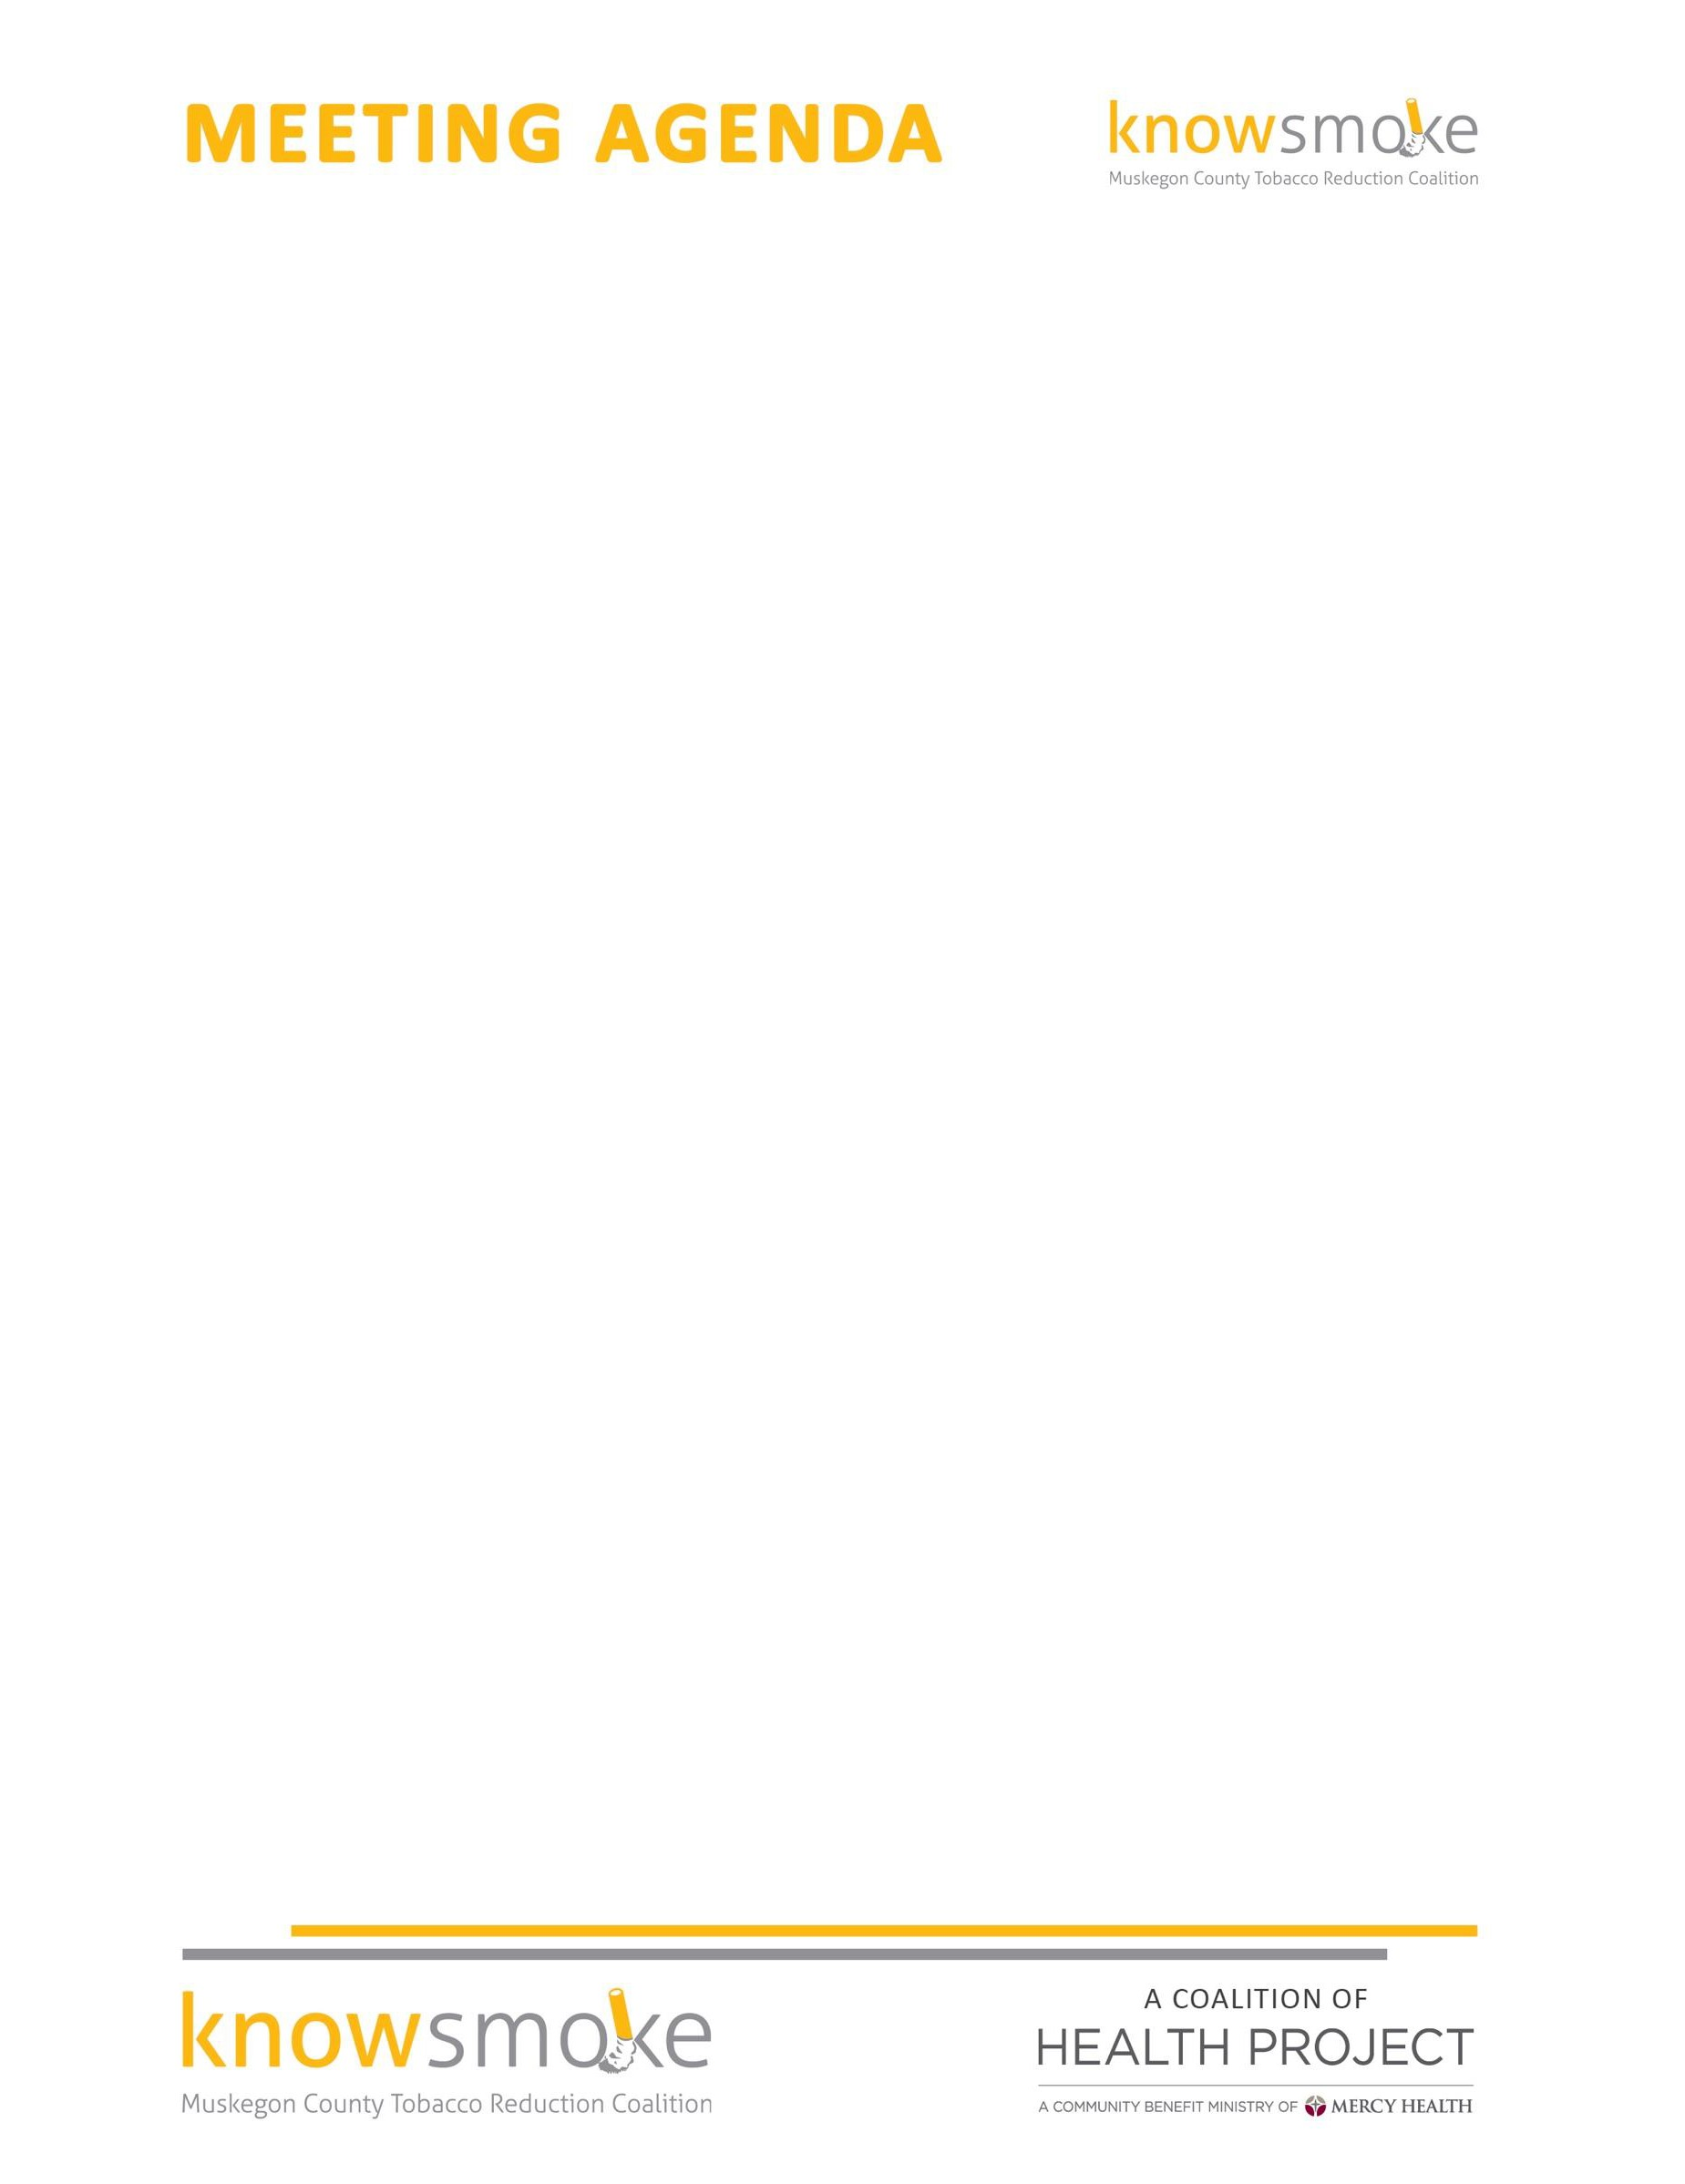 MEETING AGENDA
knowsmoke
Muskegon County Tobacco Reduction Coalition
knowsmoke
Muskegon County Tobacco Reduction Coalition
A COALITION OF
HEALTH PROJECT
A COMMUNITY BENEFIT MINISTRY OF MERCY HEALTH